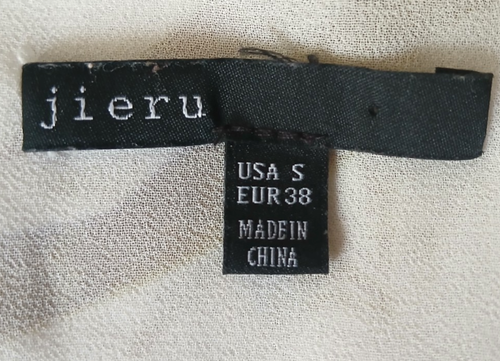 jieru
USA S
EUR 38
MADE IN
CHINA